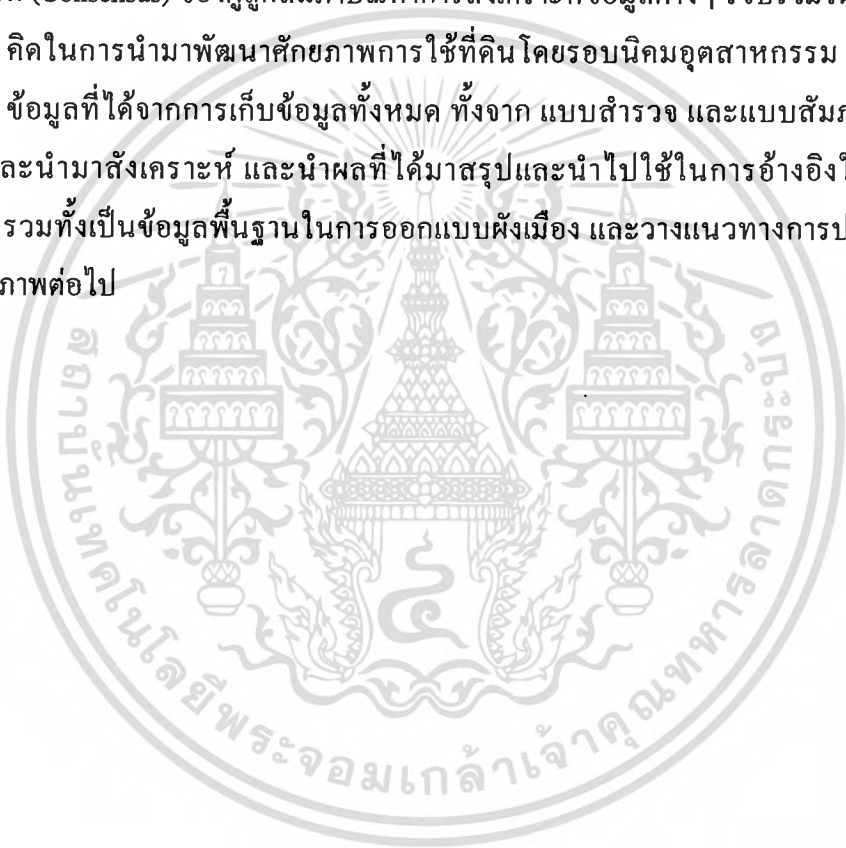 (Consensus)
คิดในการนำมาพัฒนาศักยภาพการใช้ที่ดินโดยรอบนิคมอุตสาหกรรม
ข้อมูลที่ได้จากการเก็บข้อมูลทั้งหมด ทั้งจาก แบบสำรวจ และแบบสัมภ
ละนำมาสังเคราะห์ และนำผลที่ได้มาสรุปและนำไปใช้ในการอ้างอิงใ
รวมทั้งเป็นข้อมูลพื้นฐานในการออกแบบผังเมือง และวางแนวทางการป
ภาพต่อไป
สถาบันเทคโนโลยีพระจอมเกล้าเจ้าคุณทหารลาดกระบัง